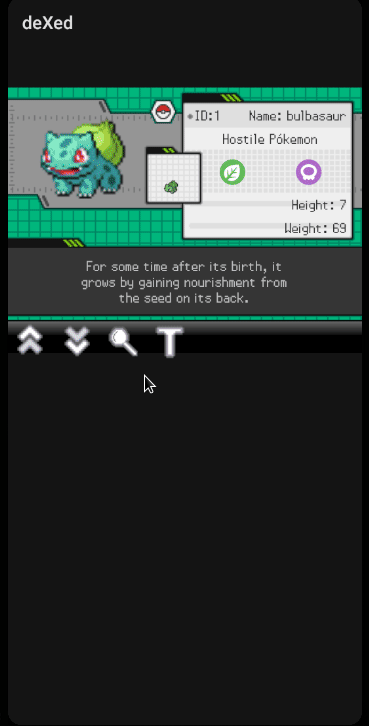 deXed
ID:1 Name: bulbasaur
Hostile Pókemon
Height: 7
Weight: 69
For some time after its birth, it
grows by gaining nourishment from
the seed on its back.
T